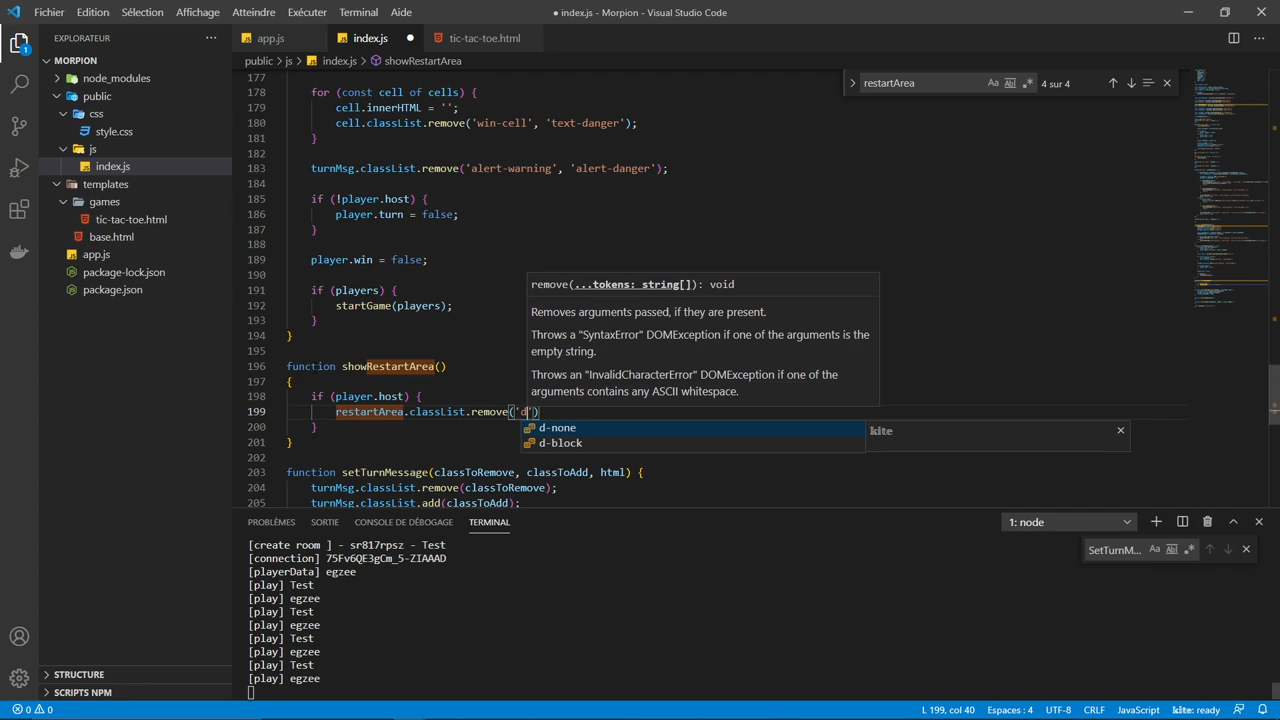 Fichier Edition Sélection Affichage Atteindre Exécuter Terminal Aide
● index.js - Morpion - Visual Studio Code
EXPLORATEUR ···
MORPION
node_modules
public
css
style.css
js
index.js
templates
games
tic-tac-toe.html
base.html
app.js
package-lock.json
package.json
STRUCTURE
SCRIPTS NPM
app.js index.js ● tic-tac-toe.html
public > js > index.js > showRestartArea
restartArea Aa 4 sur 4
177
178 for (const cell of cells) {
179 cell.innerHTML = '';
180 cell.classList.remove( 'text-danger');
181 }
182
183 turnMsg.classList.remove( 'alert-danger');
184
185 if (!player.host) {
186 player.turn = false;
187 }
188
189 player.win = false;
190
191 if (players) {
192 startGame(players);
193 }
194 }
195
196 function showRestartArea()
197 {
198 if (player.host) {
199 restartArea.classList.remove('d')
200 }
201 }
202
203 function setTurnMessage(classToRemove, classToAdd, html) {
204 turnMsg.classList.remove(classToRemove);
205 turnMsg.classList.add(classToAdd);
remove(...tokens: string[]): void
Removes arguments passed, if they are present.
Throws a "SyntaxError" DOMException if one of the arguments is the
empty string.
Throws an "InvalidCharacterError" DOMException if one of the
arguments contains any ASCII whitespace.
d-none
d-block
kite
PROBLÈMES SORTIE CONSOLE DE DÉBOGAGE TERMINAL
1: node
SetTurnM... Aa
[create room ] - sr817rpsz - Test
[connection] 75Fv6QE3gCm_5-ZIAAAD
[playerData] egzee
[play] Test
[play] egzee
[play] Test
[play] egzee
[play] Test
[play] egzee
[play] Test
[play] egzee
0 0
L 199, col 40 Espaces : 4 UTF-8 CRLF JavaScript kite: ready